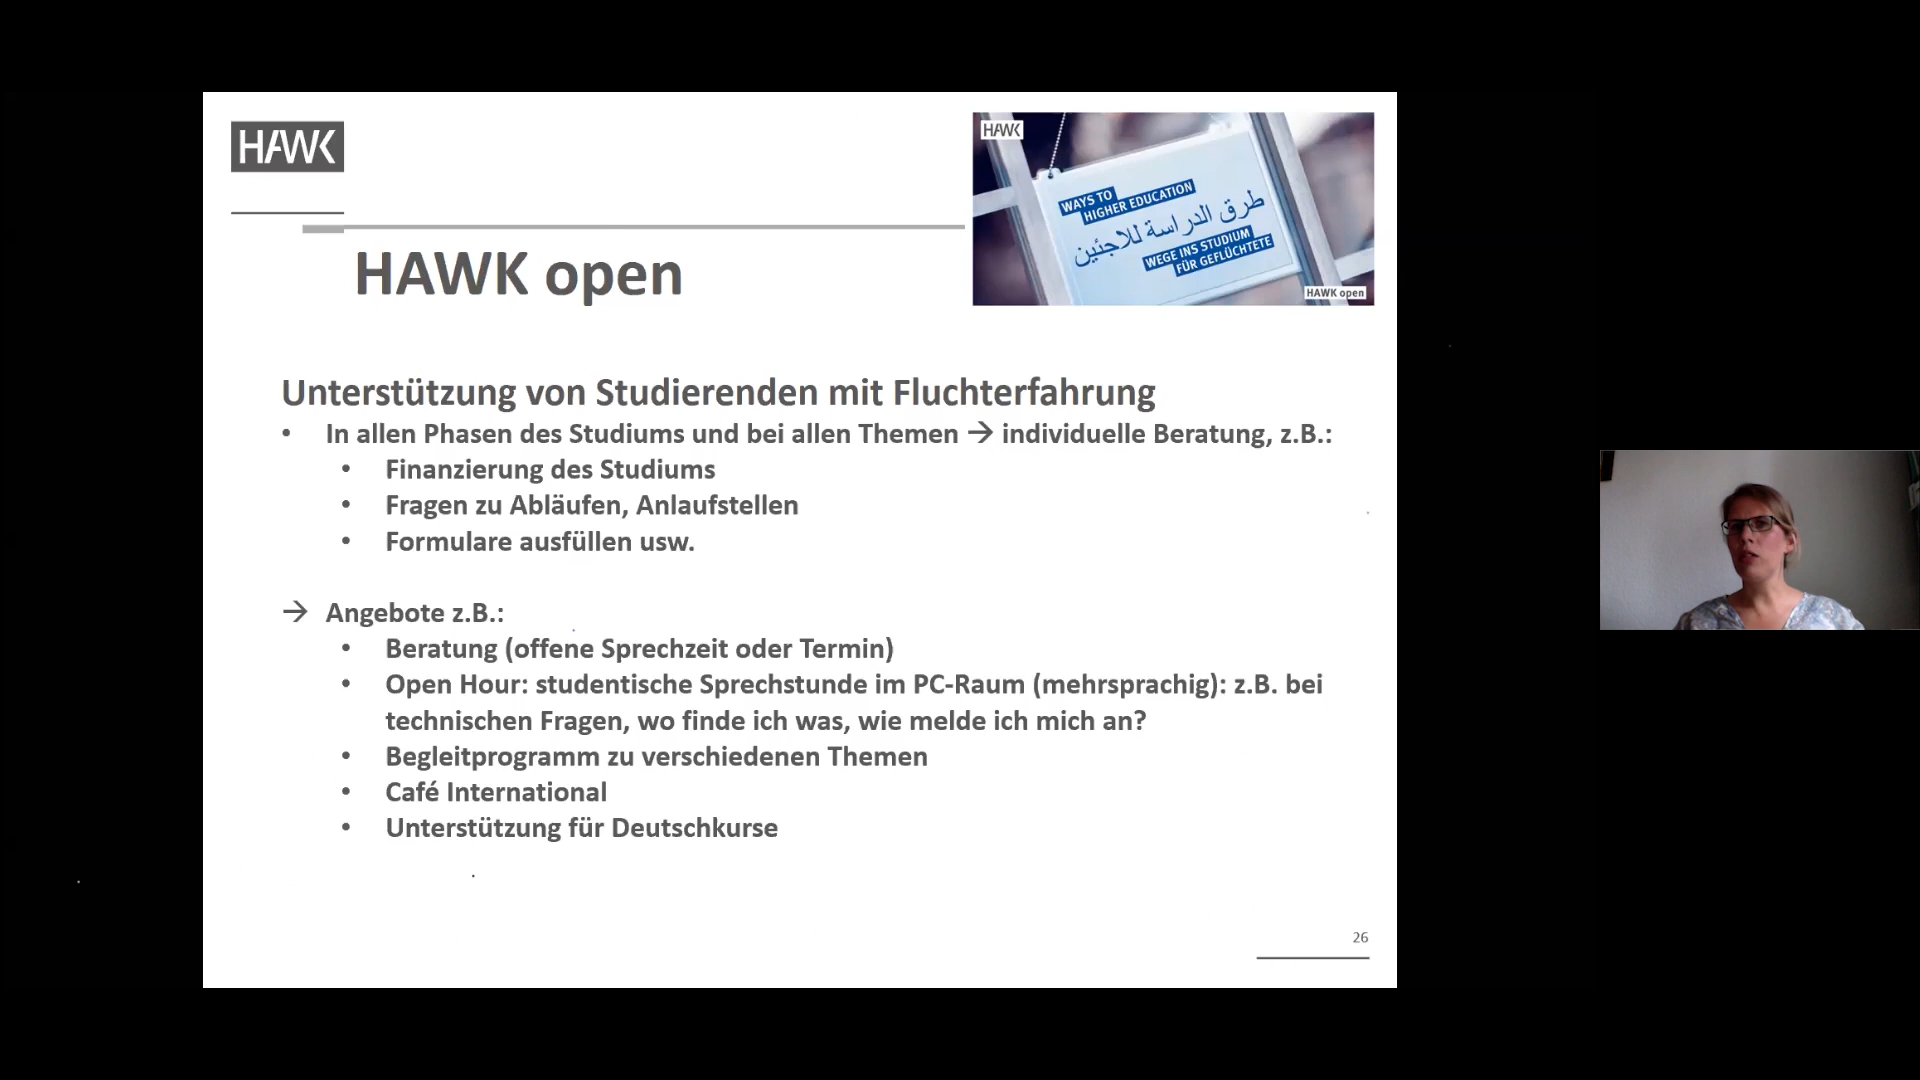 HAWK
HAWK
WAYS TO
HIGHER EDUCATION
طرق الدراسة للاجئين
WEGE INS STUDIUM
FÜR GEFLÜCHTETE
HAWK open
HAWK open
Unterstützung von Studierenden mit Fluchterfahrung
• In allen Phasen des Studiums und bei allen Themen → individuelle Beratung, z.B.:
• Finanzierung des Studiums
• Fragen zu Abläufen, Anlaufstellen
• Formulare ausfüllen usw.
→ Angebote z.B.:
• Beratung (offene Sprechzeit oder Termin)
• Open Hour: studentische Sprechstunde im PC-Raum (mehrsprachig): z.B. bei
technischen Fragen, wo finde ich was, wie melde ich mich an?
• Begleitprogramm zu verschiedenen Themen
• Café International
• Unterstützung für Deutschkurse
26